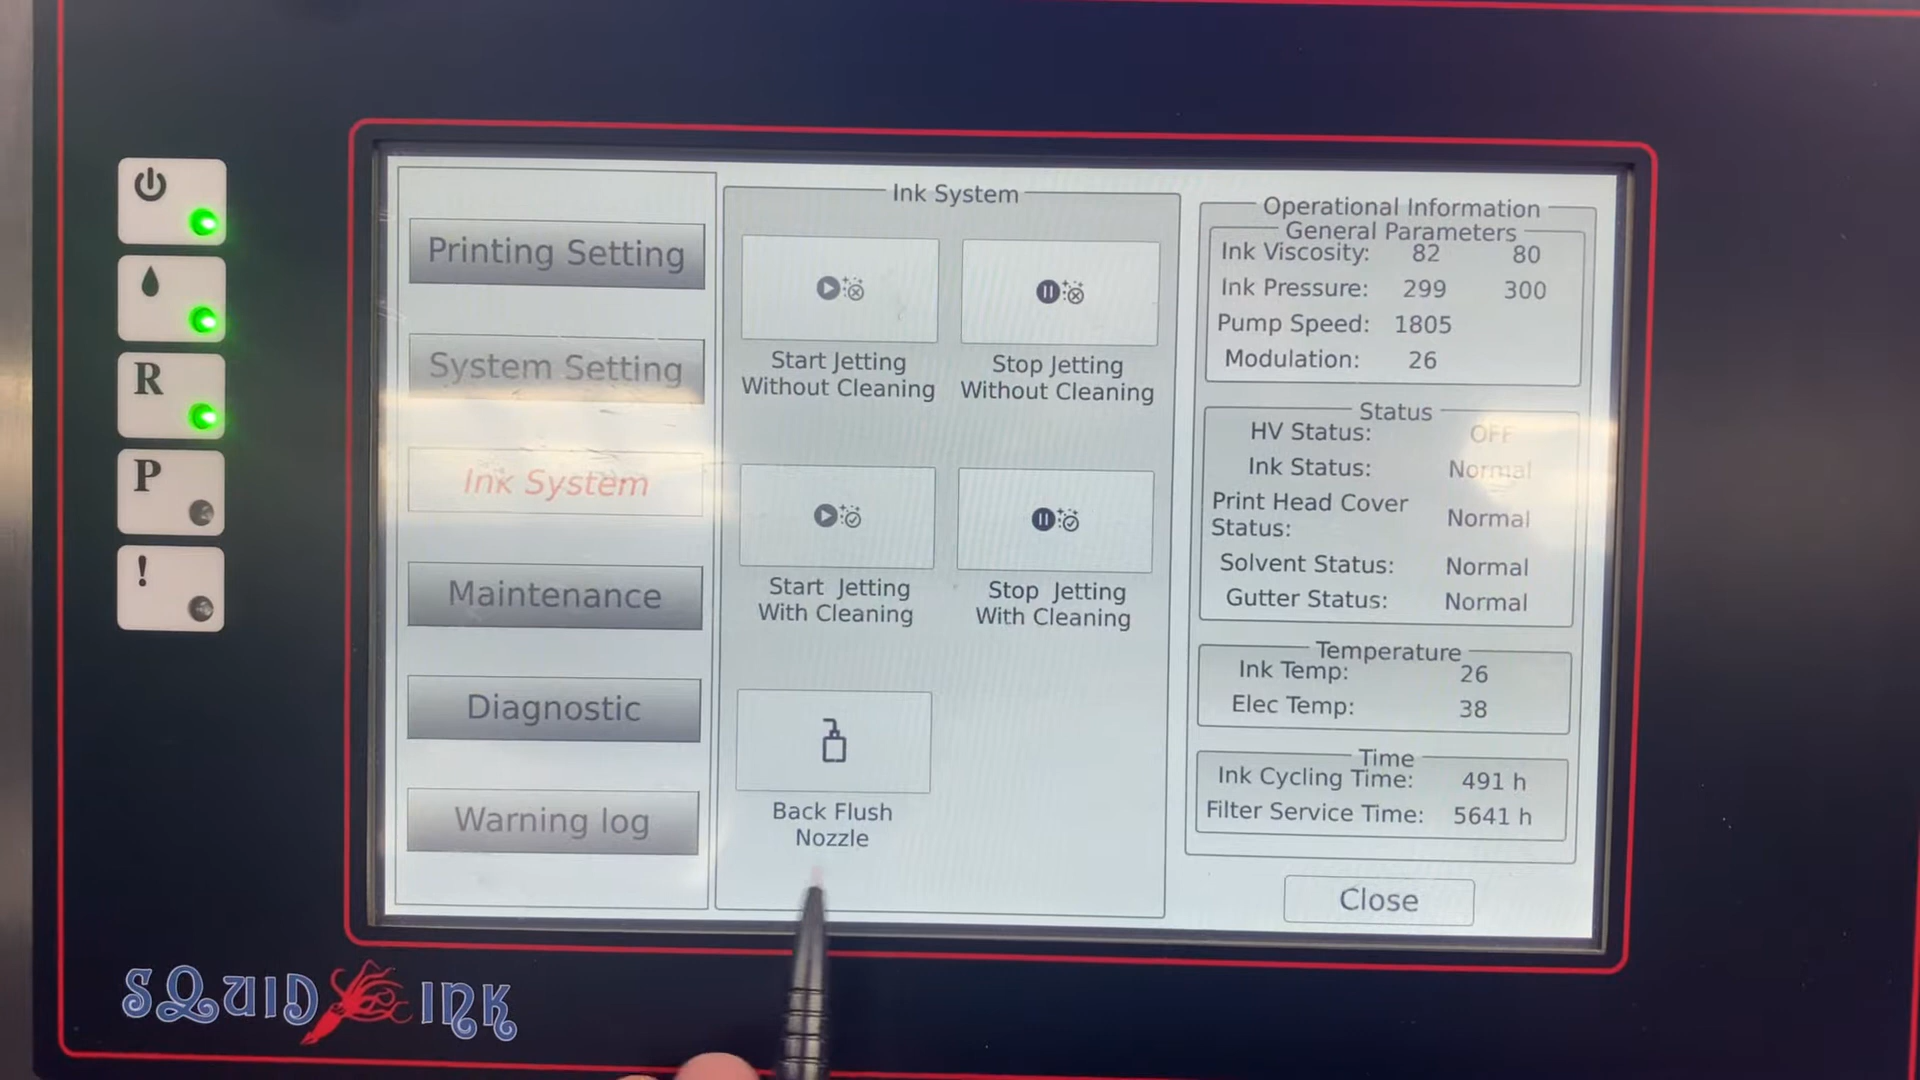 R
P
!
Printing Setting
System Setting
Ink System
Maintenance
Diagnostic
Warning log
Ink System
Start Jetting
Without Cleaning
Stop Jetting
Without Cleaning
Start Jetting
With Cleaning
Stop Jetting
With Cleaning
Back Flush
Nozzle
Operational Information
General Parameters
Ink Viscosity: 82 80
Ink Pressure: 299 300
Pump Speed: 1805
Modulation: 26
Status
HV Status: OFF
Ink Status: Normal
Print Head Cover
Status: Normal
Solvent Status: Normal
Gutter Status: Normal
Temperature
Ink Temp: 26
Elec Temp: 38
Time
Ink Cycling Time: 491 h
Filter Service Time: 5641 h
Close
SQUID INK